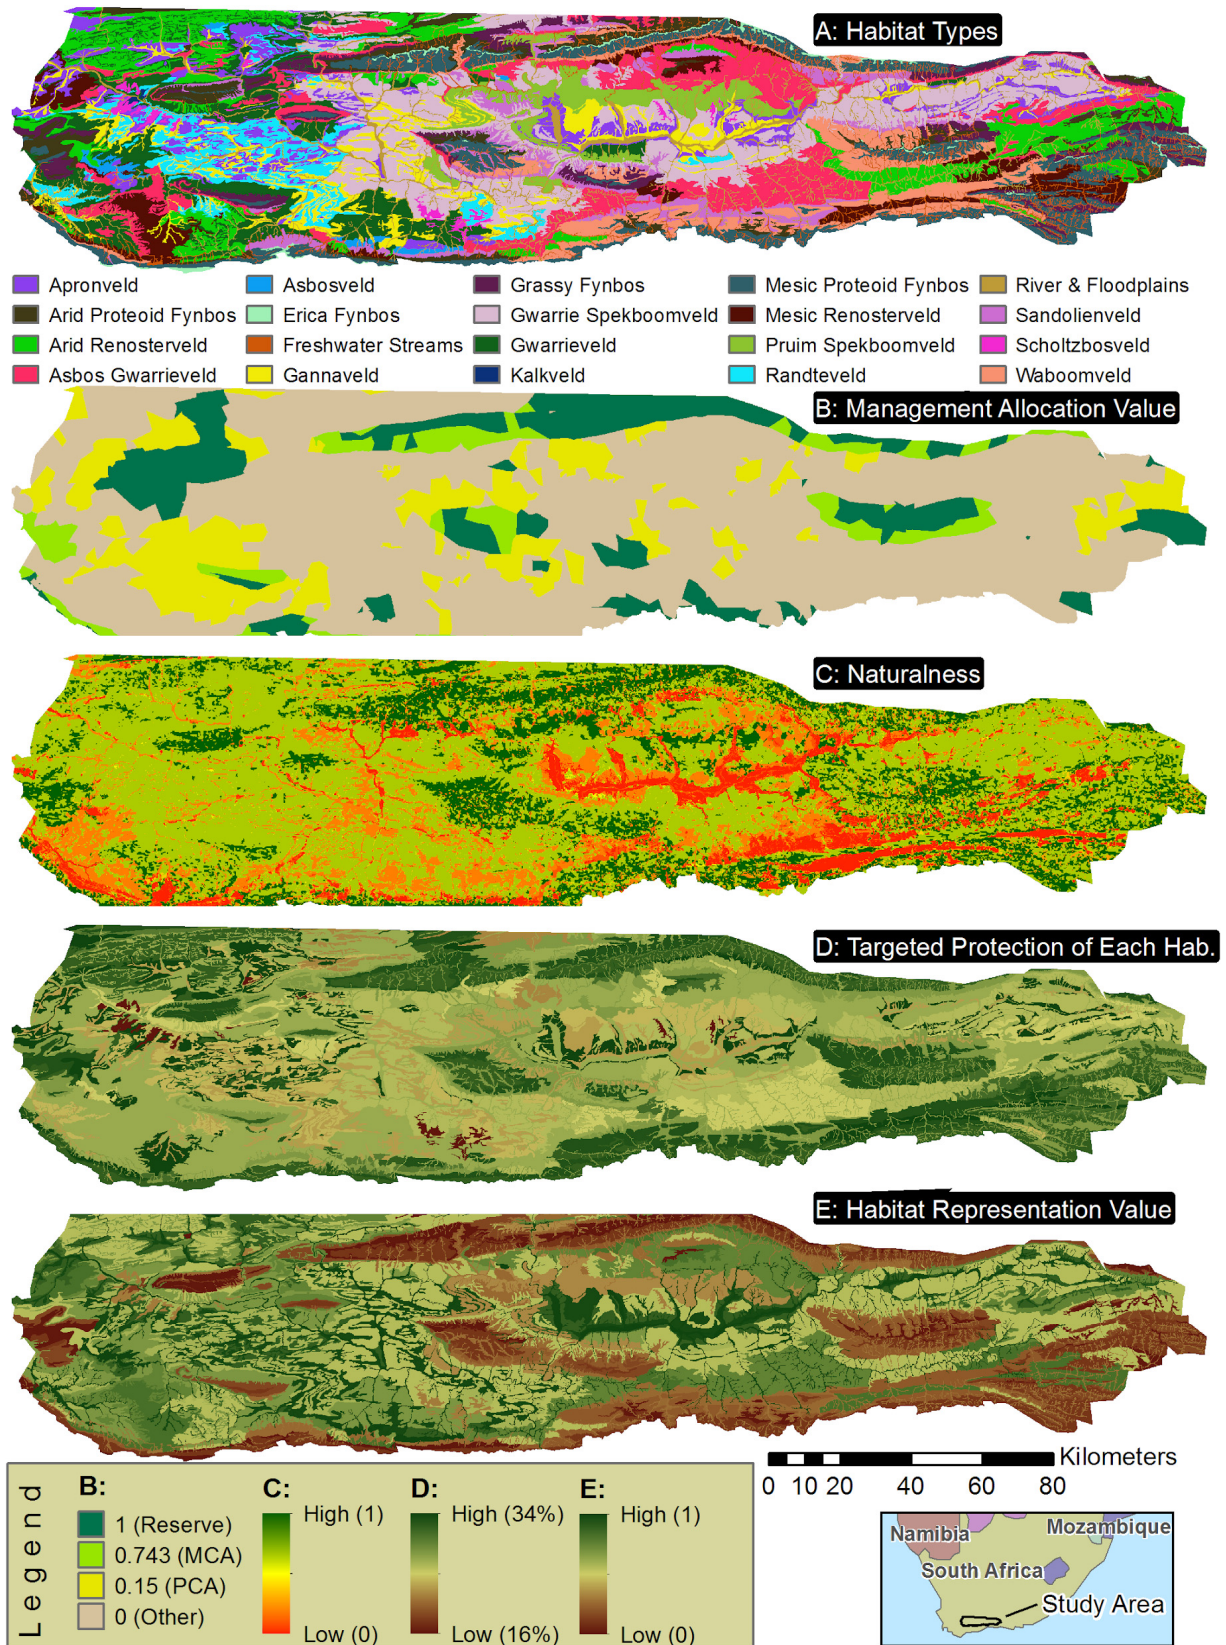 A: Habitat Types
Apronveld
Asbosveld
Grassy Fynbos
Mesic Proteoid Fynbos
River & Floodplains
Arid Proteoid Fynbos
Erica Fynbos
Gwarrie Spekboomveld
Mesic Renosterveld
Sandolienveld
Arid Renosterveld
Freshwater Streams
Gwarrieveld
Pruim Spekboomveld
Scholtzbosveld
Asbos Gwarrieveld
Gannaveld
Kalkveld
Randteveld
Waboomveld
B: Management Allocation Value
C: Naturalness
D: Targeted Protection of Each Hab.
E: Habitat Representation Value
Kilometers
0 10 20 40 60 80
Legend
B:
1 (Reserve)
0.743 (MCA)
0.15 (PCA)
0 (Other)
C:
High (1)
Low (0)
D:
High (34%)
Low (16%)
E:
High (1)
Low (0)
Namibia
Mozambique
South Africa
Study Area